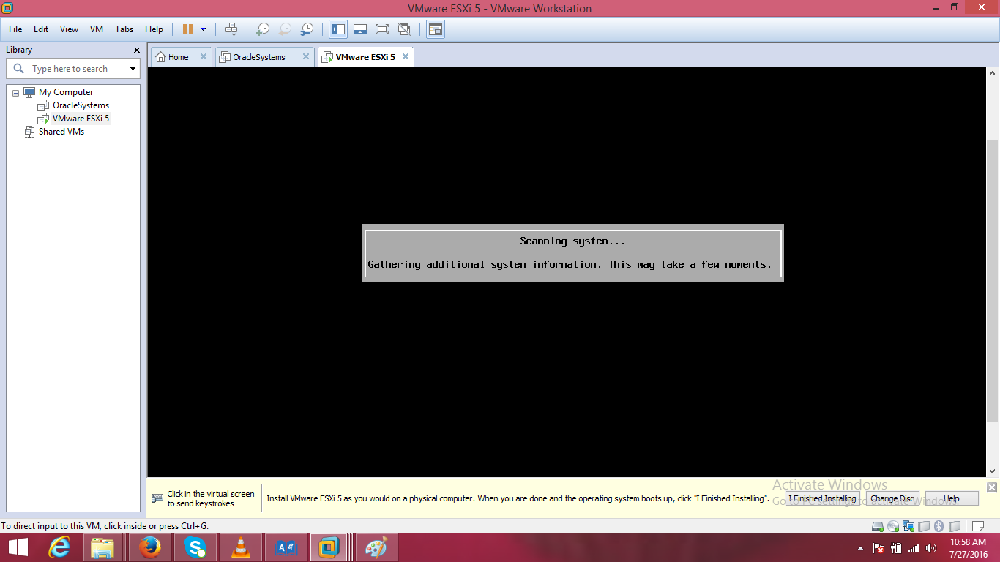 VMware ESXi 5 - VMware Workstation
File Edit View VM Tabs Help
Library
Home OracleSystems VMware ESXi 5
Type here to search
My Computer
OracleSystems
VMware ESXi 5
Shared VMs
Scanning system...
Gathering additional system information. This may take a few moments.
Click in the virtual screen
to send keystrokes
Install VMware ESXi 5 as you would on a physical computer. When you are done and the operating system boots up, click "I Finished Installing".
I Finished Installing Change Disc Help
Activate Windows
Go to PC settings to activate Windows.
To direct input to this VM, click inside or press Ctrl+G.
10:58 AM
7/27/2016